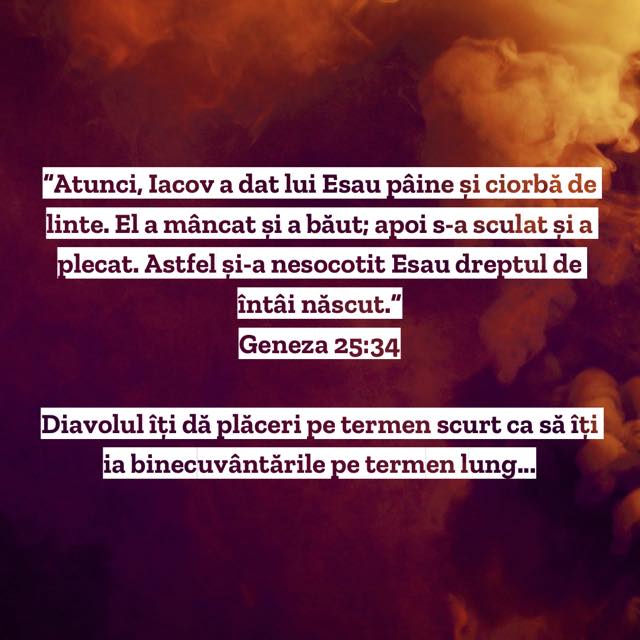 “Atunci, Iacov a dat lui Esau pâine și ciorbă de
linte. El a mâncat și a băut; apoi s-a sculat și a
plecat. Astfel și-a nesocotit Esau dreptul de
întâi născut.”
Geneza 25:34
Diavolul îți dă plăceri pe termen scurt ca să îți
ia binecuvântările pe termen lung...